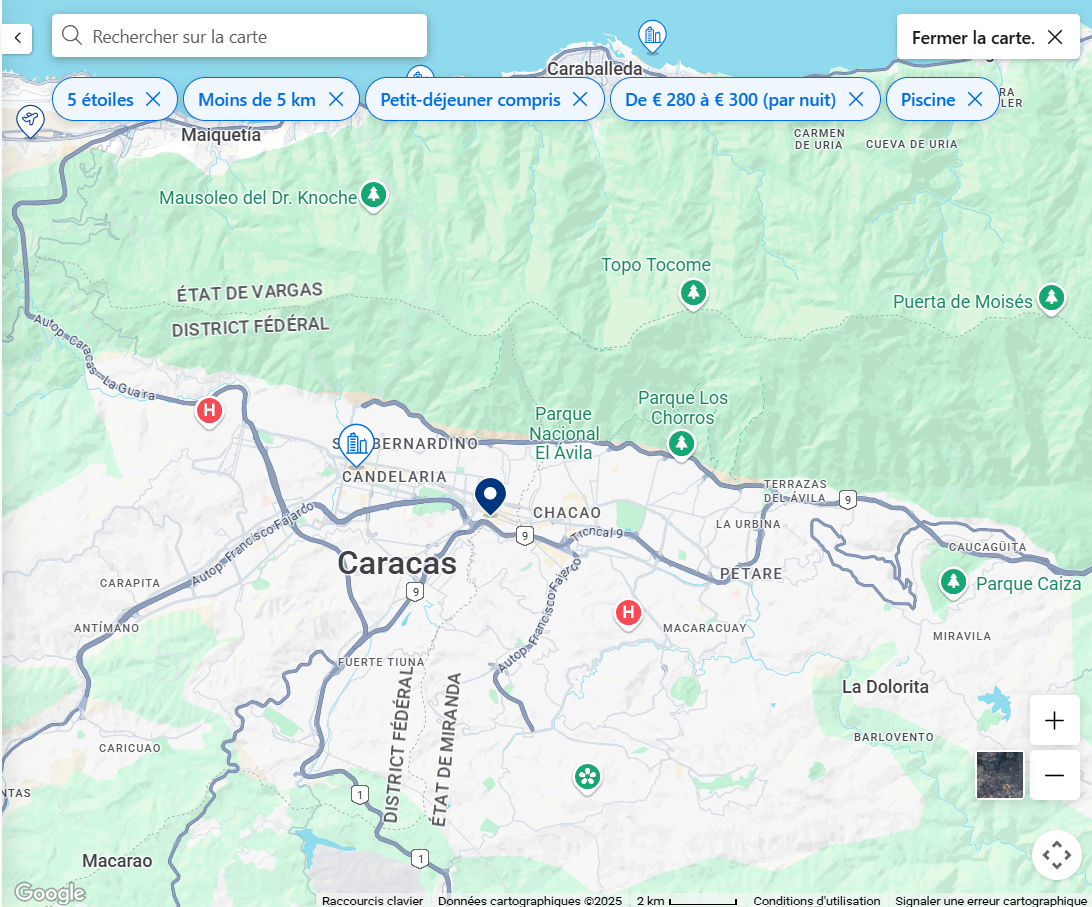 Rechercher sur la carte
Fermer la carte.
Caraballeda
5 étoiles
Moins de 5 km
Petit-déjeuner compris
De € 280 à € 300 (par nuit)
Piscine
Maiquetía
CARMEN
DE URIA
CUEVA DE URIA
Mausoleo del Dr. Knoche
Topo Tocome
Puerta de Moisés
ÉTAT DE VARGAS
DISTRICT FÉDÉRAL
Autop. Caracas - La Guaira
H
Parque Los
Chorros
Parque
Nacional
El Ávila
BERNARDINO
CANDELARIA
TERRAZAS
DEL ÁVILA
9
CHACAO
LA URBINA
Autop. Francisco Fajardo
9
Troncal 9
CAUCAGÜITA
Caracas
PETARE
CARAPITA
9
Parque Caiza
Autop. Francisco Fajardo
H
ANTÍMANO
MACARACUAY
MIRAVILA
FUERTE TIUNA
La Dolorita
DISTRICT FÉDÉRAL
ÉTAT DE MIRANDA
CARICUAO
BARLOVENTO
1
Macarao
1
Google
Raccourcis clavier
Données cartographiques ©2025
2 km
Conditions d'utilisation
Signaler une erreur cartographique